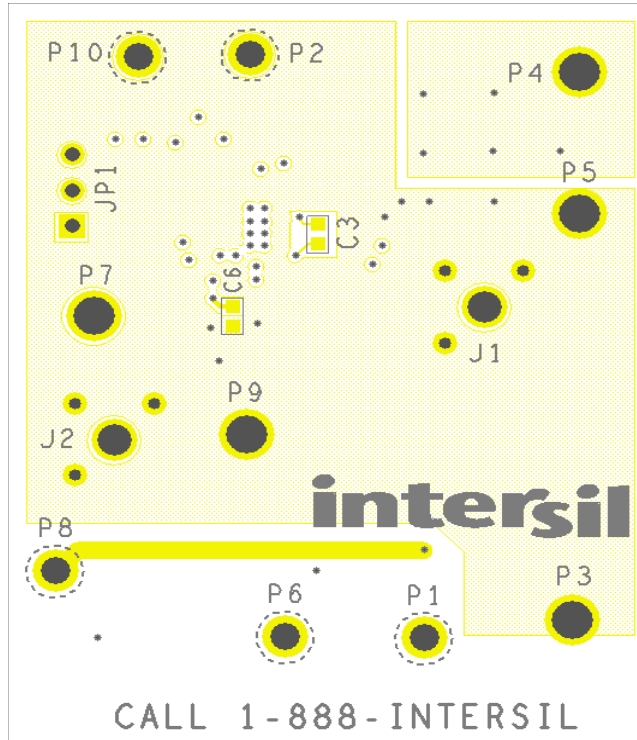 P10
P2
P4
JP1
P5
C3
P7
C6
J1
P9
J2
intersil
P8
P6
P1
P3
CALL 1-888-INTERSIL